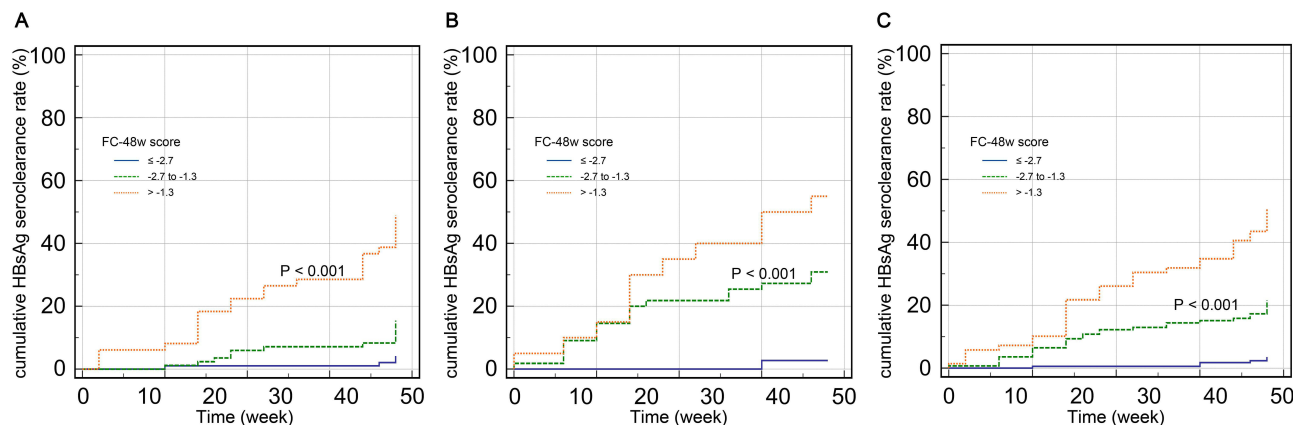 A
cumulative HBsAg seroclearance rate (%)
100
80
60
40
20
0
FC-48w score
≤ -2.7
-2.7 to -1.3
> -1.3
P < 0.001
0 10 20 30 40 50
Time (week)
B
cumulative HBsAg seroclearance rate (%)
100
80
60
40
20
0
FC-48w score
≤ -2.7
-2.7 to -1.3
> -1.3
P < 0.001
0 10 20 30 40 50
Time (week)
C
cumulative HBsAg seroclearance rate (%)
100
80
60
40
20
0
FC-48w score
≤ -2.7
-2.7 to -1.3
> -1.3
P < 0.001
0 10 20 30 40 50
Time (week)